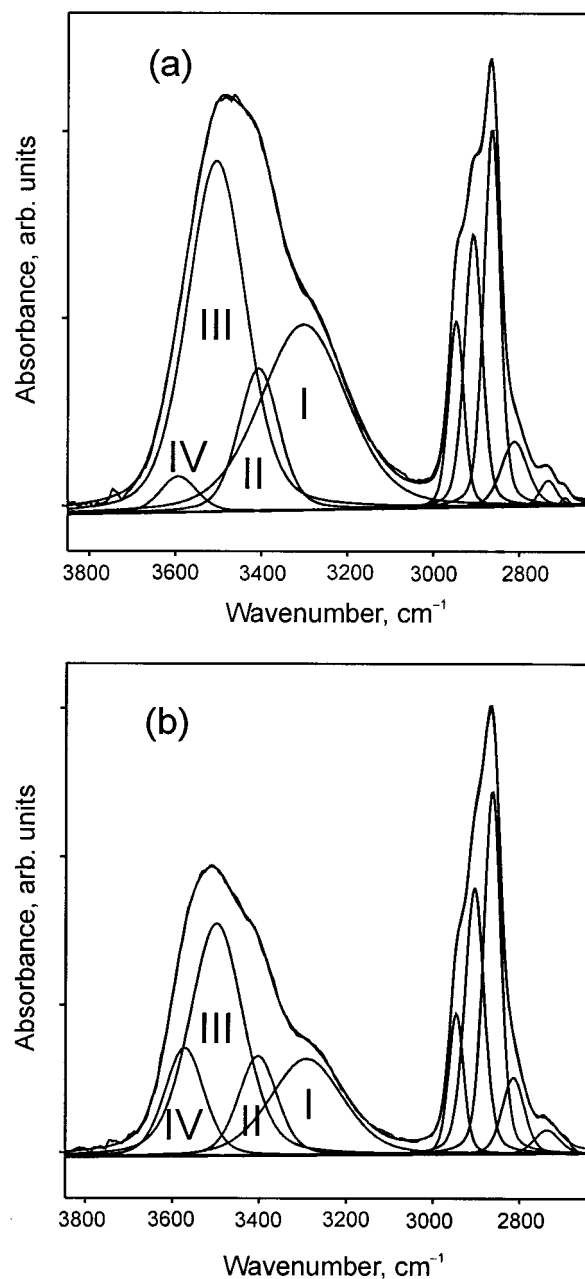 (a)
Absorbance, arb. units
III
I
II
IV
3800 3600 3400 3200 3000 2800
Wavenumber, cm⁻¹
(b)
Absorbance, arb. units
III
IV
II
I
3800 3600 3400 3200 3000 2800
Wavenumber, cm⁻¹